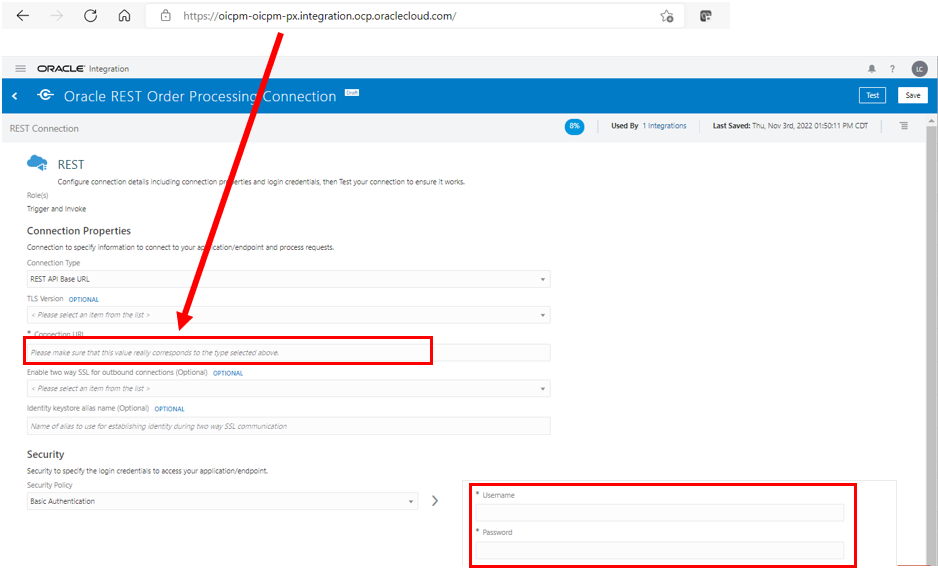 https://oicpm-oicpm-px.integration.ocp.oraclecloud.com/
ORACLE Integration
? LC
Oracle REST Order Processing Connection Draft Test Save
REST Connection 8% Used By 1 Integrations Last Saved: Thu, Nov 3rd, 2022 01:50:11 PM CDT
REST
Configure connection details including connection properties and login credentials, then Test your connection to ensure it works.
Role(s)
Trigger and Invoke
Connection Properties
Connection to specify information to connect to your application/endpoint and process requests.
Connection Type
REST API Base URL
TLS Version OPTIONAL
< Please select an item from the list >
* Connection URL
Please make sure that this value really corresponds to the type selected above.
Enable two way SSL for outbound connections (Optional) OPTIONAL
< Please select an item from the list >
Identity keystore alias name (Optional) OPTIONAL
Name of alias to use for establishing identity during two way SSL communication
Security
Security to specify the login credentials to access your application/endpoint.
Security Policy
Basic Authentication
* Username
* Password